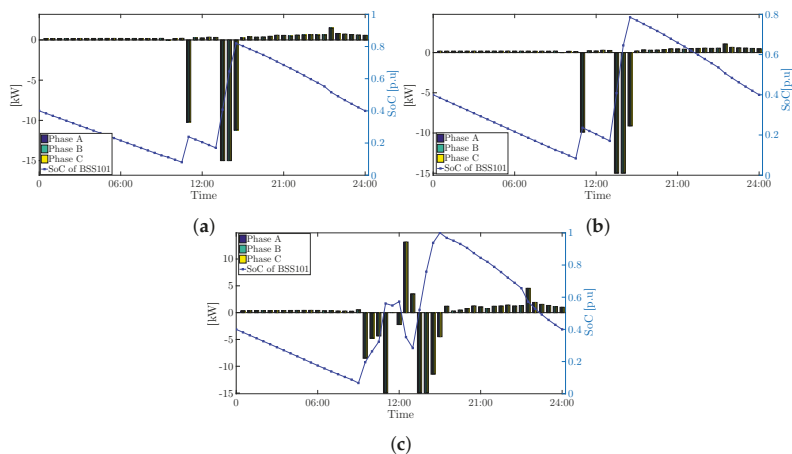 0
-5
-10
-15
[kW]
1
0.8
0.6
0.4
0.2
0
SoC [p.u]
Phase A
Phase B
Phase C
SoC of BSS101
0 06:00 12:00 21:00 24:00
Time
(a)
0
-5
-10
-15
[kW]
0.8
0.6
0.4
0.2
0
SoC[p.u]
Phase A
Phase B
Phase C
SoC of BSS101
0 06:00 12:00 21:00 24:00
Time
(b)
15
10
5
0
-5
-10
-15
[kW]
1
0.8
0.6
0.4
0.2
0
SoC [p.u]
Phase A
Phase B
Phase C
SoC of BSS101
0 06:00 12:00 21:00 24:00
Time
(c)